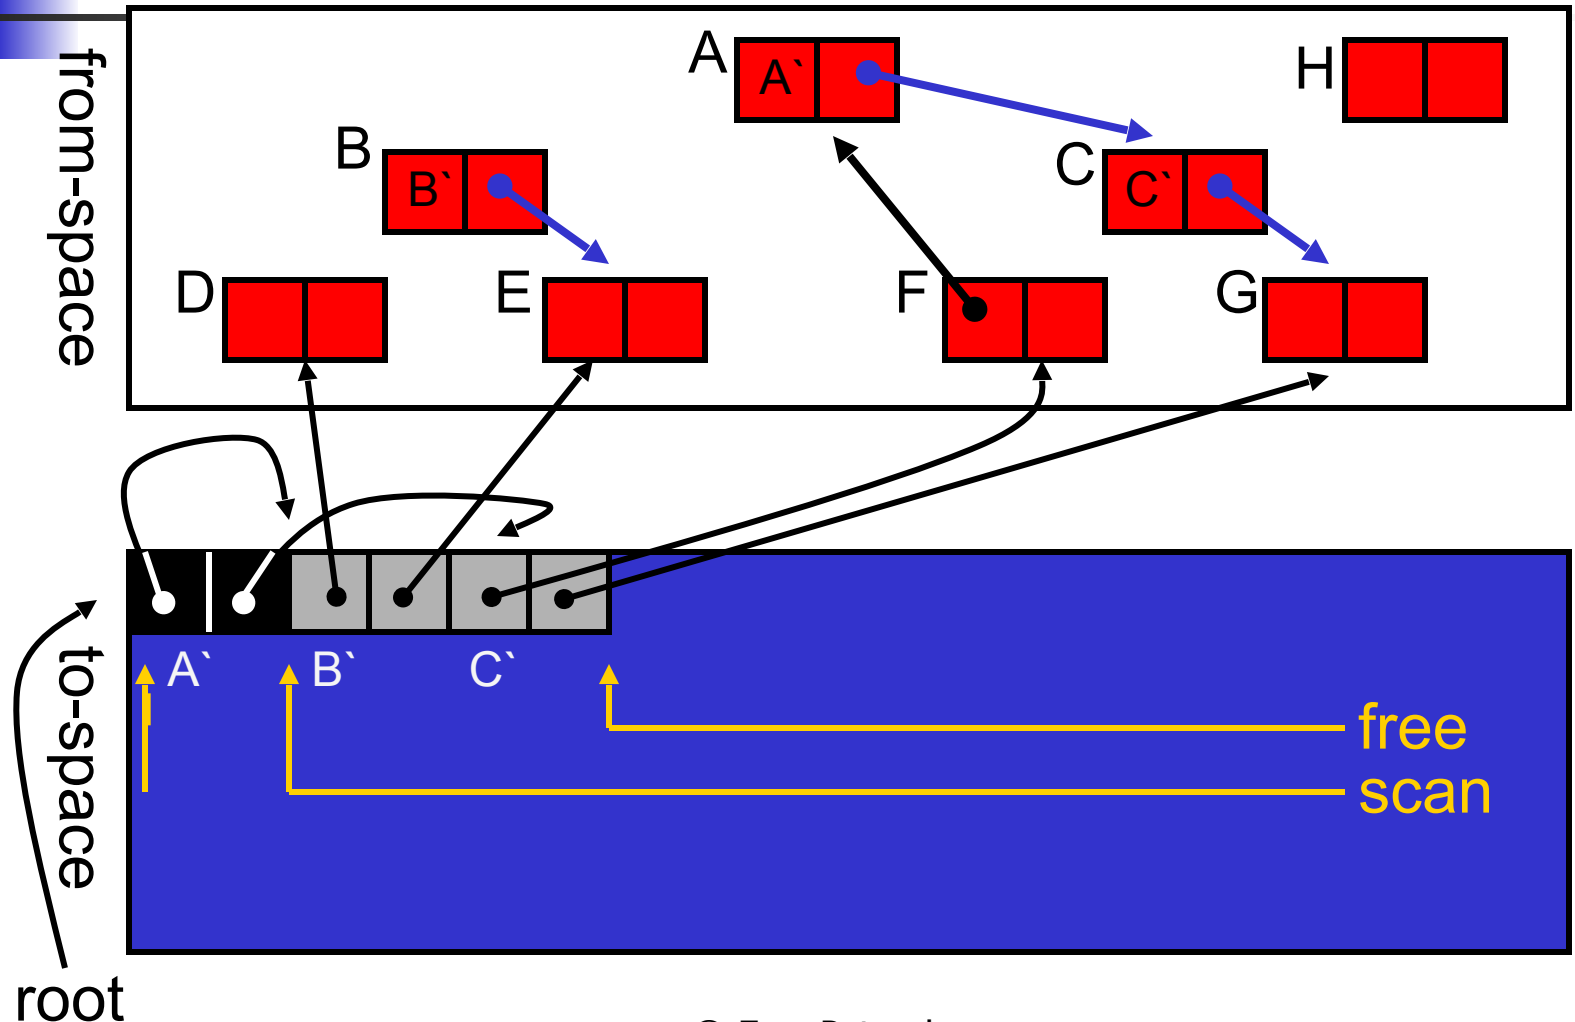 from-space
A
A`
H
B
B`
C
C`
D
E
F
G
to-space
A`
B`
C`
free
scan
root